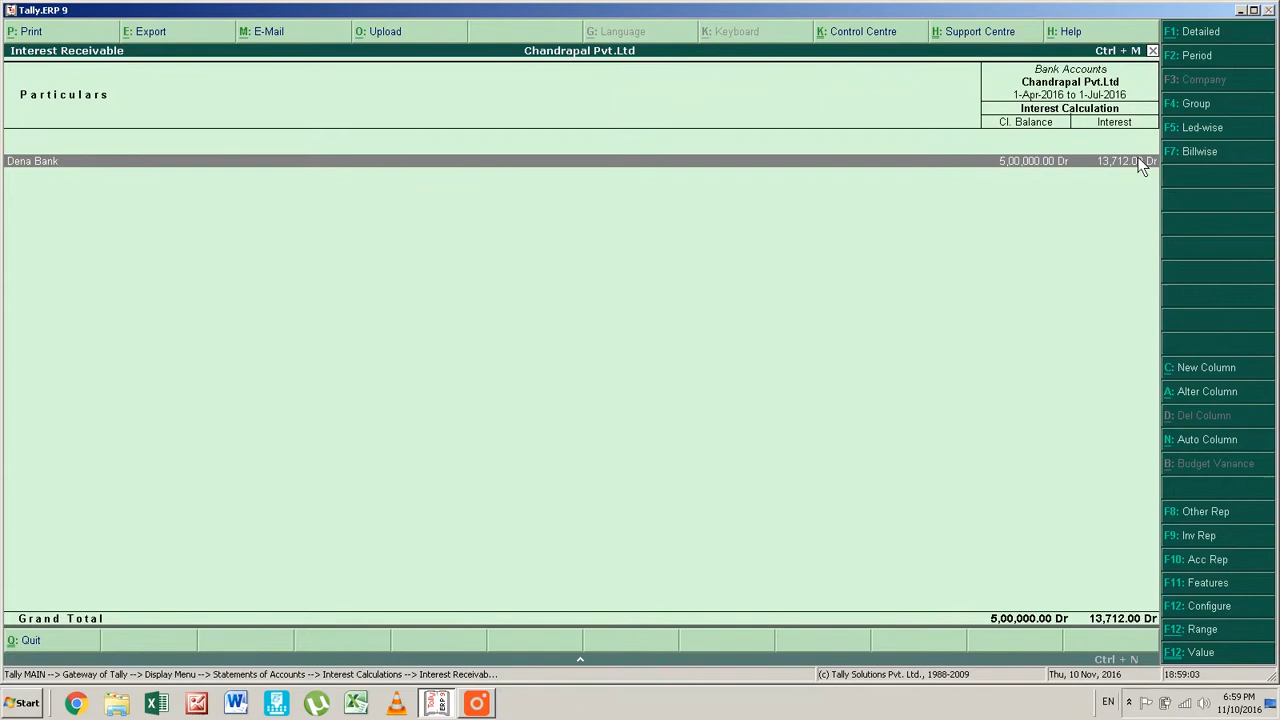 Tally.ERP 9
P: Print
E: Export
M: E-Mail
O: Upload
G: Language
K: Keyboard
K: Control Centre
H: Support Centre
H: Help
Interest Receivable
Chandrapal Pvt.Ltd
Ctrl + M
Particulars
Bank Accounts
Chandrapal Pvt.Ltd
1-Apr-2016 to 1-Jul-2016
Interest Calculation
Cl. Balance Interest
Dena Bank 5,00,000.00 Dr 13,712.00 Dr
Grand Total 5,00,000.00 Dr 13,712.00 Dr
F1: Detailed
F2: Period
F3: Company
F4: Group
F5: Led-wise
F7: Billwise
C: New Column
A: Alter Column
D: Del Column
N: Auto Column
B: Budget Variance
F8: Other Rep
F9: Inv Rep
F10: Acc Rep
F11: Features
F12: Configure
F12: Range
F12: Value
Q: Quit
Ctrl + N
Tally MAIN --> Gateway of Tally --> Display Menu --> Statements of Accounts --> Interest Calculations --> Interest Receivab...
(c) Tally Solutions Pvt. Ltd., 1988-2009
Thu, 10 Nov, 2016
18:59:03
Start
EN
6:59 PM
11/10/2016